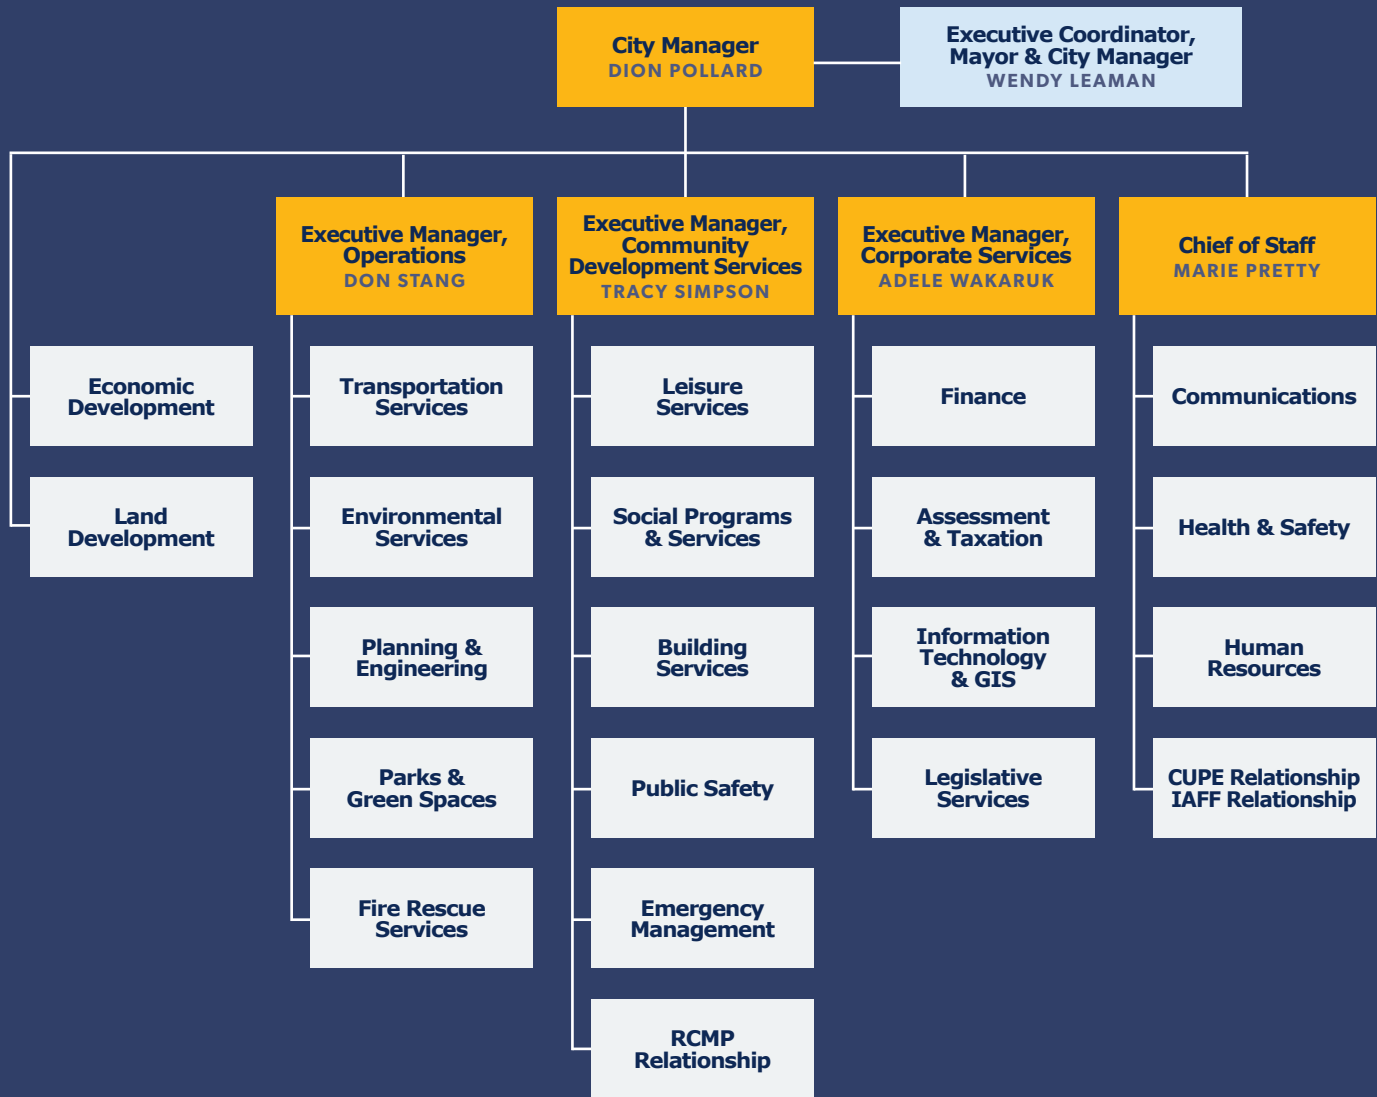 City Manager
DION POLLARD
Executive Coordinator,
Mayor & City Manager
WENDY LEAMAN
Executive Manager,
Operations
DON STANG
Executive Manager,
Community
Development Services
TRACY SIMPSON
Executive Manager,
Corporate Services
ADELE WAKARUK
Chief of Staff
MARIE PRETTY
Economic
Development
Land
Development
Transportation
Services
Environmental
Services
Planning &
Engineering
Parks &
Green Spaces
Fire Rescue
Services
Leisure
Services
Social Programs
& Services
Building
Services
Public Safety
Emergency
Management
RCMP
Relationship
Finance
Assessment
& Taxation
Information
Technology
& GIS
Legislative
Services
Communications
Health & Safety
Human
Resources
CUPE Relationship
IAFF Relationship